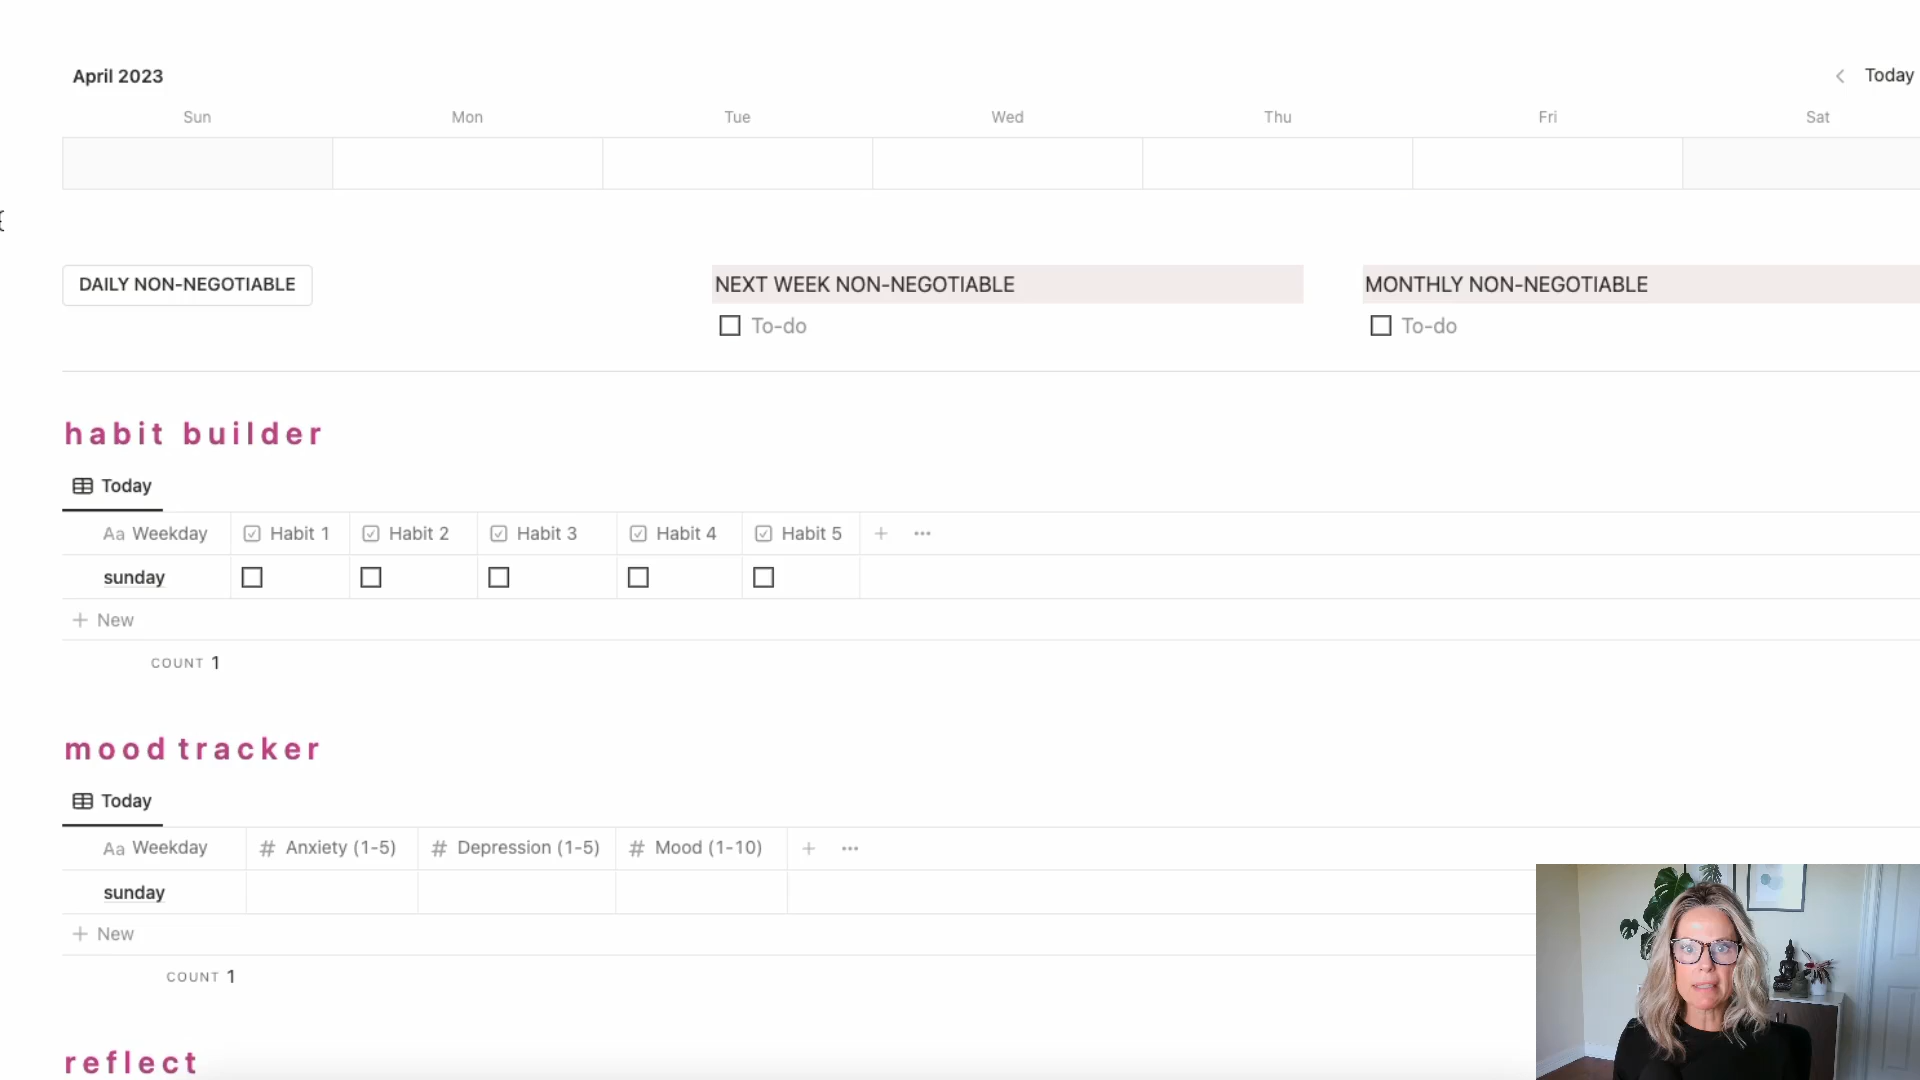 April 2023
Today
Sun Mon Tue Wed Thu Fri Sat
DAILY NON-NEGOTIABLE
NEXT WEEK NON-NEGOTIABLE
MONTHLY NON-NEGOTIABLE
To-do
To-do
habit builder
Today
Aa Weekday Habit 1 Habit 2 Habit 3 Habit 4 Habit 5 + ...
sunday
+ New
COUNT 1
mood tracker
Today
Aa Weekday # Anxiety (1-5) # Depression (1-5) # Mood (1-10) + ...
sunday
+ New
COUNT 1
reflect